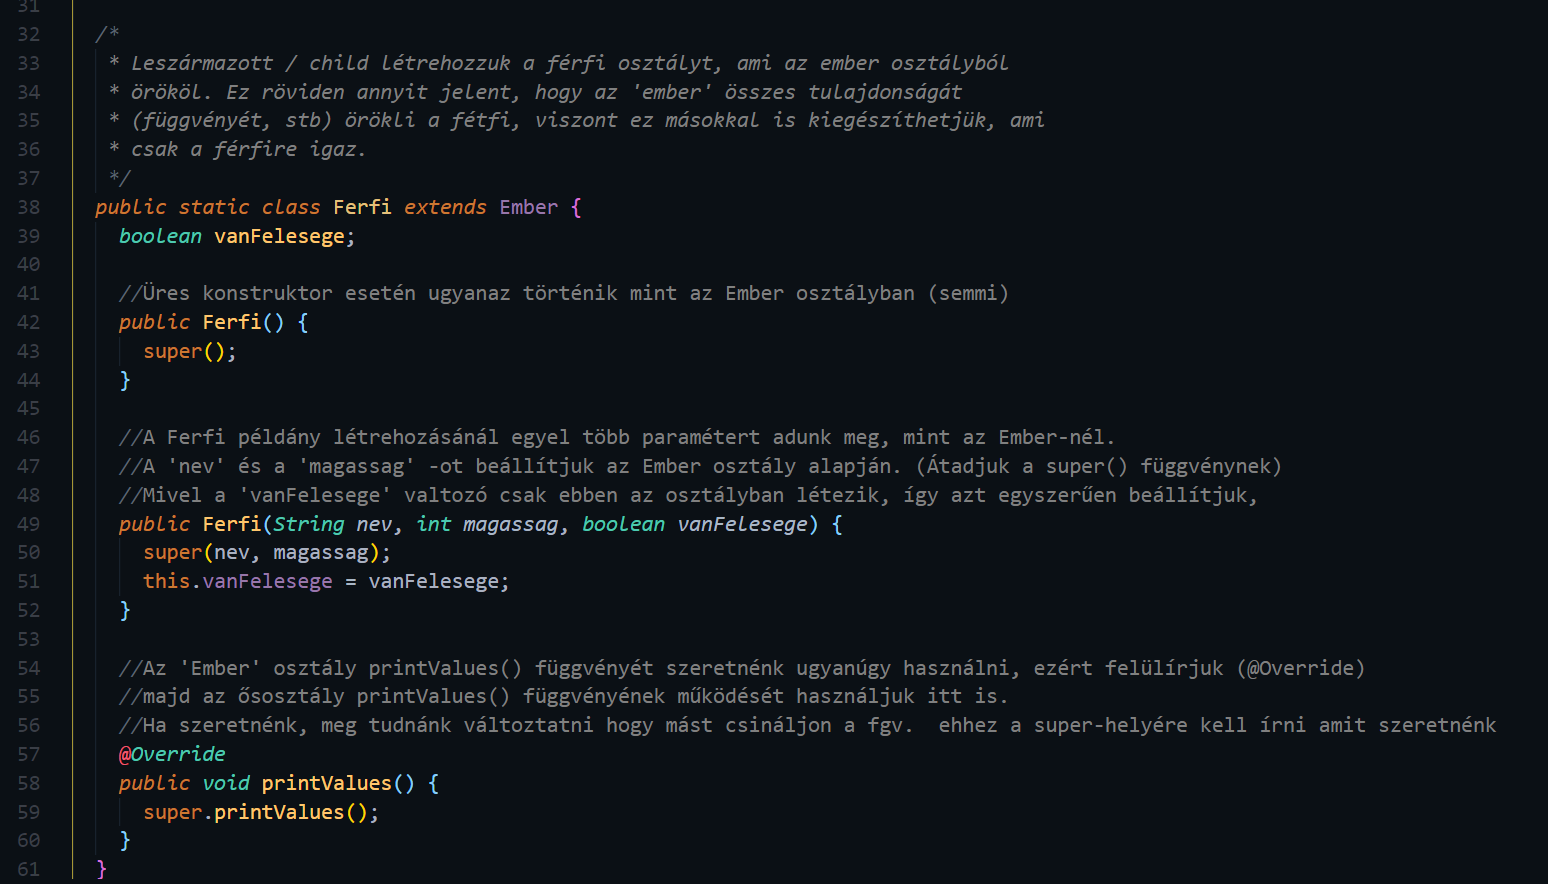 31
32 /*
33 * Leszármazott / child létrehozzuk a férfi osztályt, ami az ember osztályból
34 * örököl. Ez röviden annyit jelent, hogy az 'ember' összes tulajdonságát
35 * (függvényét, stb) örökli a fétfi, viszont ez másokkal is kiegészíthetjük, ami
36 * csak a férfire igaz.
37 */
38 public static class Ferfi extends Ember {
39 boolean vanFelesege;
40
41 //Üres konstruktor esetén ugyanaz történik mint az Ember osztályban (semmi)
42 public Ferfi() {
43 super();
44 }
45
46 //A Ferfi példány létrehozásánál egyel több paramétert adunk meg, mint az Ember-nél.
47 //A 'nev' és a 'magassag' -ot beállítjuk az Ember osztály alapján. (Átadjuk a super() függvénynek)
48 //Mivel a 'vanFelesege' valtozó csak ebben az osztályban létezik, így azt egyszerűen beállítjuk,
49 public Ferfi(String nev, int magassag, boolean vanFelesege) {
50 super(nev, magassag);
51 this.vanFelesege = vanFelesege;
52 }
53
54 //Az 'Ember' osztály printValues() függvényét szeretnénk ugyanúgy használni, ezért felülírjuk (@Override)
55 //majd az ősosztály printValues() függvényének működését használjuk itt is.
56 //Ha szeretnénk, meg tudnánk változtatni hogy mást csináljon a fgv.  ehhez a super-helyére kell írni amit szeretnénk
57 @Override
58 public void printValues() {
59 super.printValues();
60 }
61 }